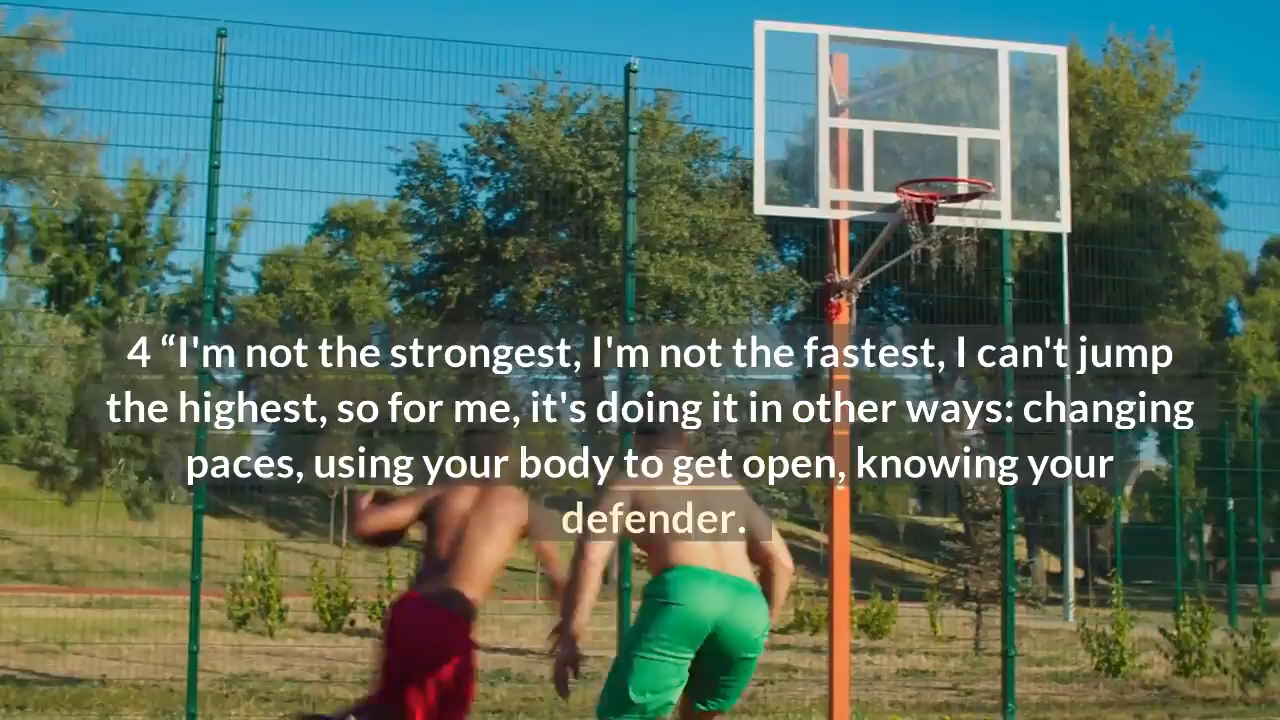 4 “I'm not the strongest, I'm not the fastest, I can't jump
the highest, so for me, it's doing it in other ways: changing
paces, using your body to get open, knowing your
defender.